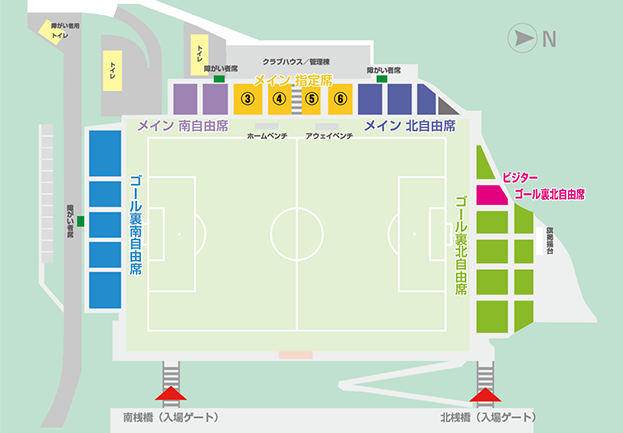 障がい者用
トイレ
トイレ
トイレ
N
クラブハウス／管理棟
障がい者席
障がい者席
メイン 指定席
③
④
⑤
⑥
メイン 南自由席
メイン 北自由席
ホームベンチ
アウェイベンチ
ビジター
ゴール裏北自由席
ゴール裏南自由席
ゴール裏北自由席
障がい者席
旗掲揚台
南桟橋（入場ゲート）
北桟橋（入場ゲート）